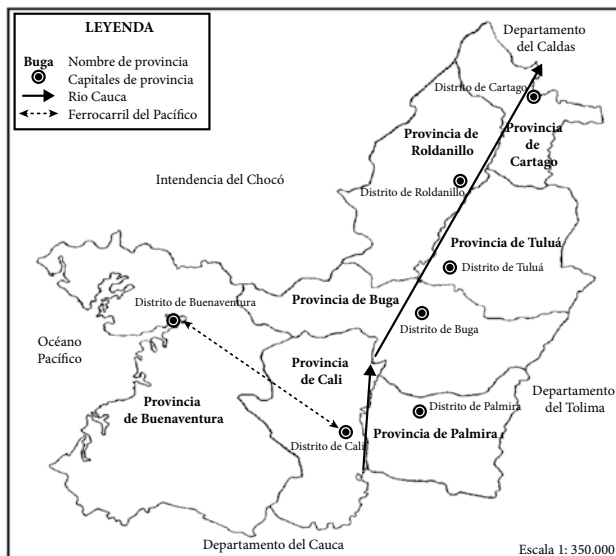 LEYENDA
Buga Nombre de provincia
Capitales de provincia
Rio Cauca
Ferrocarril del Pacífico
Departamento
del Caldas
Distrito de Cartago
Provincia de
Roldanillo
Provincia
de
Cartago
Intendencia del Chocó
Distrito de Roldanillo
Provincia de Tuluá
Distrito de Tuluá
Provincia de Buga
Distrito de Buenaventura
Distrito de Buga
Océano
Pacífico
Provincia
de Cali
Provincia
de Buenaventura
Departamento
del Tolima
Distrito de Palmira
Provincia de Palmira
Distrito de Cali
Departamento del Cauca
Escala 1: 350.000